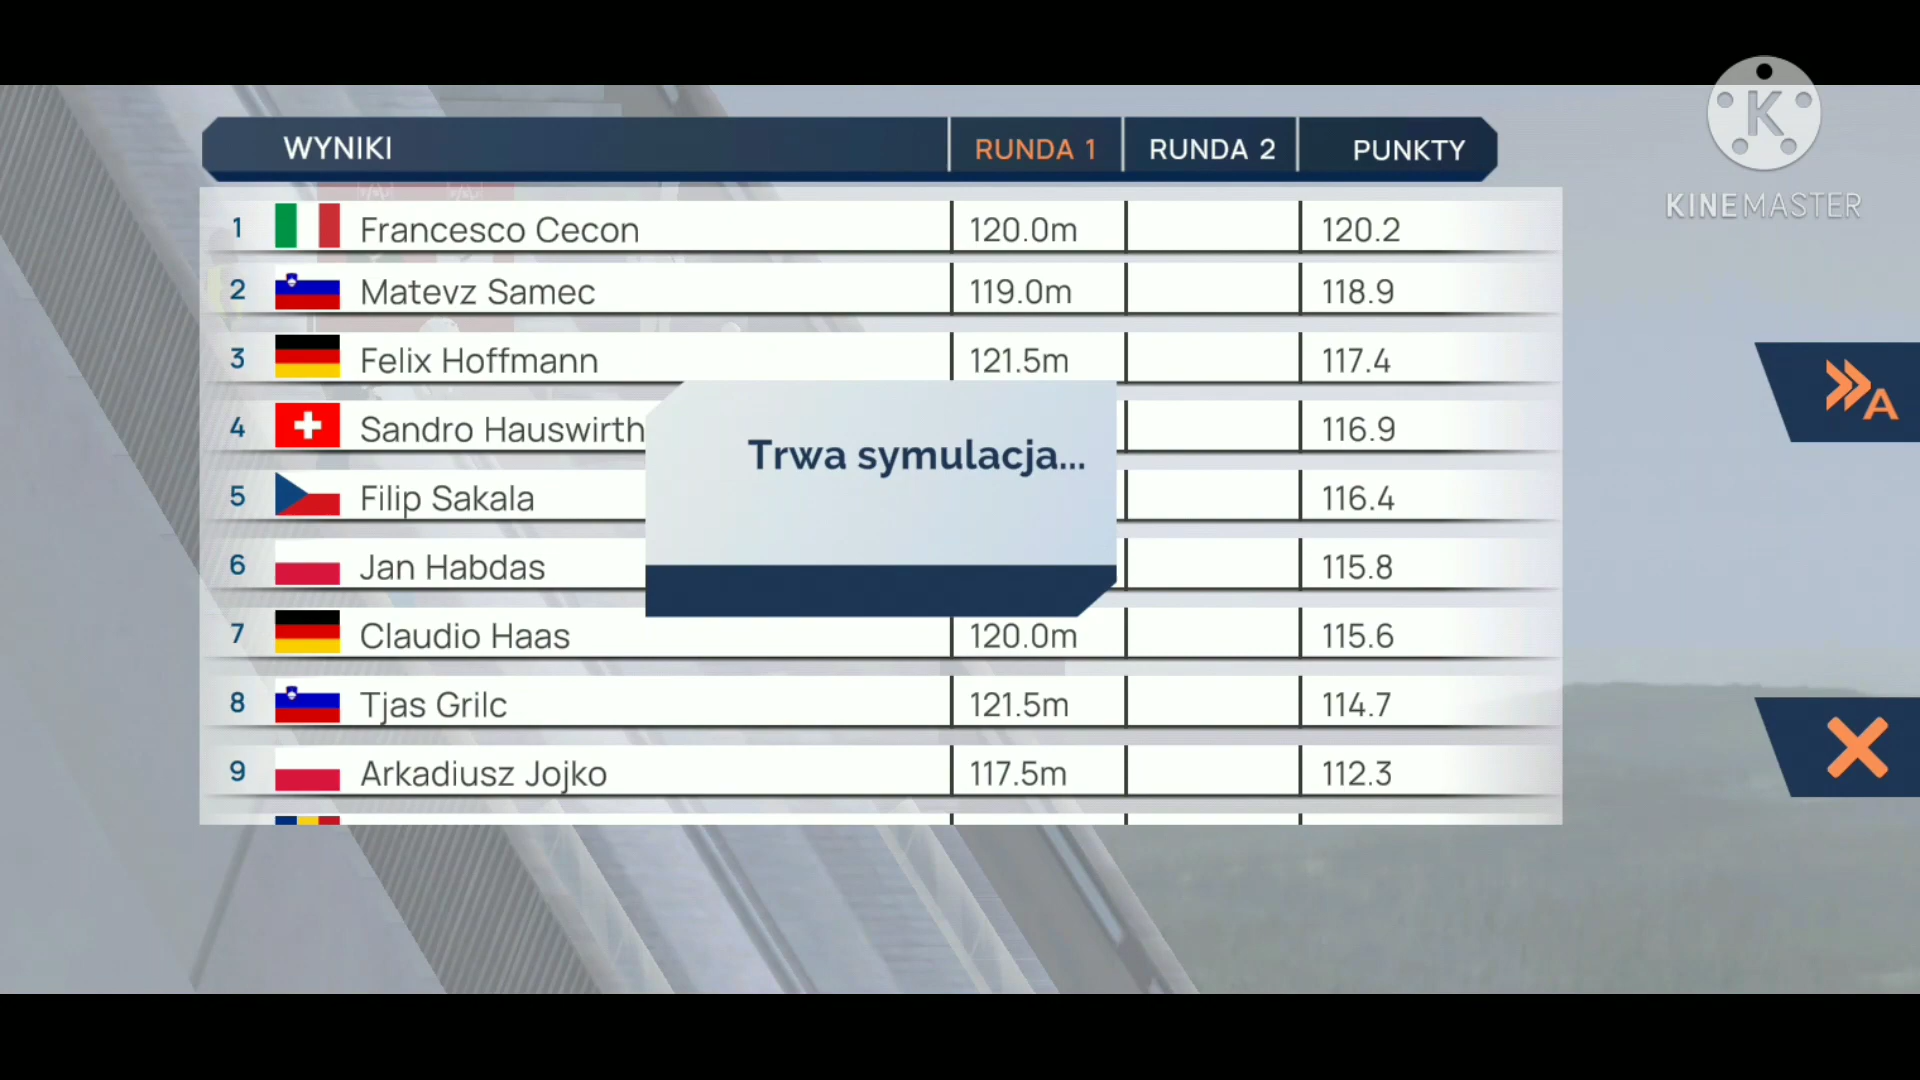 WYNIKI RUNDA 1 RUNDA 2 PUNKTY
1 Francesco Cecon 120.0m 120.2
2 Matevz Samec 119.0m 118.9
3 Felix Hoffmann 121.5m 117.4
4 Sandro Hauswirth 116.9
5 Filip Sakala 116.4
6 Jan Habdas 115.8
7 Claudio Haas 120.0m 115.6
8 Tjas Grilc 121.5m 114.7
9 Arkadiusz Jojko 117.5m 112.3
Trwa symulacja...
K
KINEMASTER
A